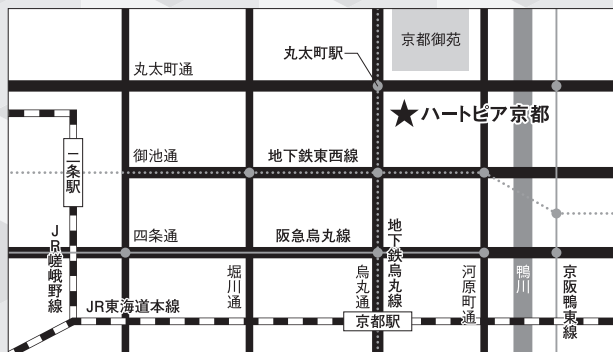 京都御苑
丸太町駅
丸太町通
★ハートピア京都
御池通
地下鉄東西線
二条駅
四条通
阪急烏丸線
地下鉄烏丸線
JR嵯峨野線
堀川通
烏丸通
河原町通
鴨川
京阪鴨東線
JR東海道本線
京都駅